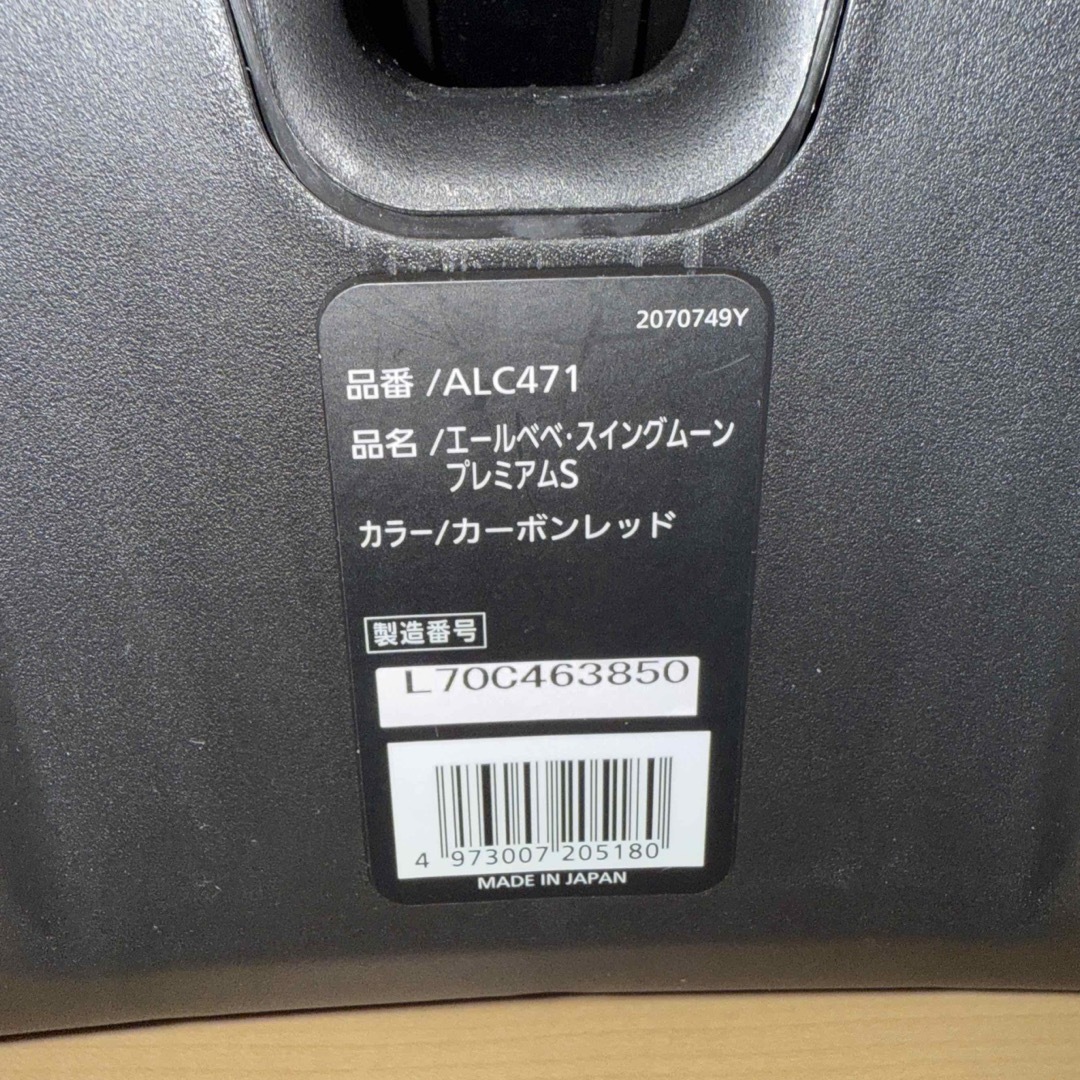 2070749Y
品番 /ALC471
品名 /エールベベ・スイングムーン
プレミアムS
カラー/カーボンレッド
製造番号
L70C463850
4 973007 205180
MADE IN JAPAN